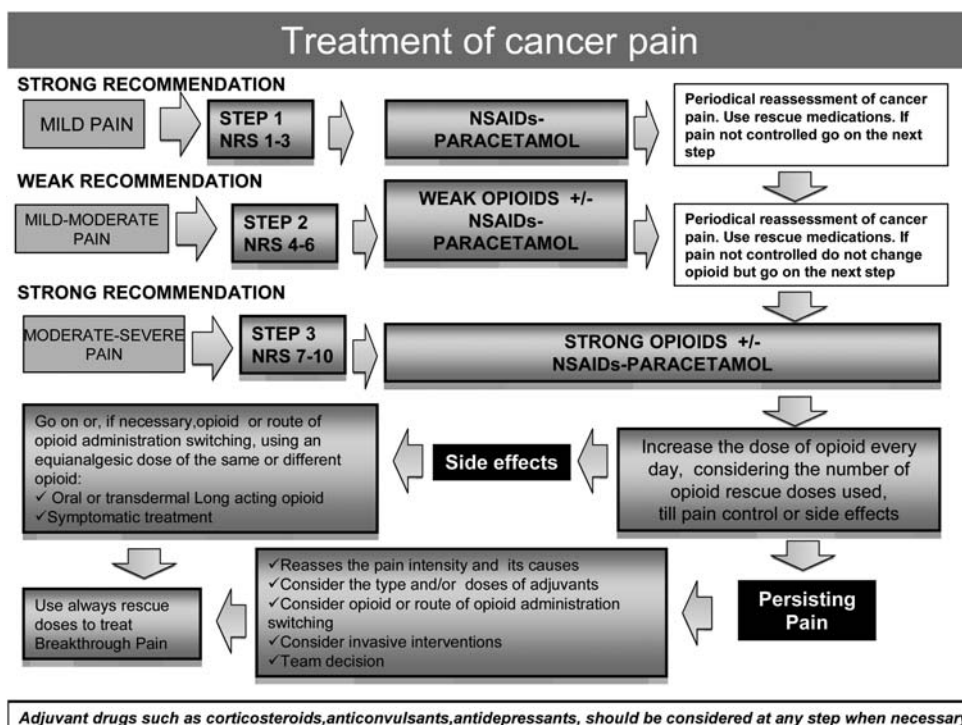 Treatment of cancer pain
STRONG RECOMMENDATION
MILD PAIN
STEP 1
NRS 1-3
NSAIDs-
PARACETAMOL
Periodical reassessment of cancer
pain. Use rescue medications. If
pain not controlled go on the next
step
WEAK RECOMMENDATION
MILD-MODERATE
PAIN
STEP 2
NRS 4-6
WEAK OPIOIDS +/-
NSAIDs-
PARACETAMOL
Periodical reassessment of cancer
pain. Use rescue medications. If
pain not controlled do not change
opioid but go on the next step
STRONG RECOMMENDATION
MODERATE-SEVERE
PAIN
STEP 3
NRS 7-10
STRONG OPIOIDS +/-
NSAIDs-PARACETAMOL
Go on or, if necessary,opioid or route of
opioid administration switching, using an
equianalgesic dose of the same or different
opioid:
✓ Oral or transdermal Long acting opioid
✓Symptomatic treatment
Side effects
Increase the dose of opioid every
day, considering the number of
opioid rescue doses used,
till pain control or side effects
Use always rescue
doses to treat
Breakthrough Pain
✓Reasses the pain intensity and its causes
✓Consider the type and/or doses of adjuvants
✓Consider opioid or route of opioid administration
switching
✓Consider invasive interventions
✓Team decision
Persisting
Pain
Adjuvant drugs such as corticosteroids,anticonvulsants,antidepressants, should be considered at any step when necessar